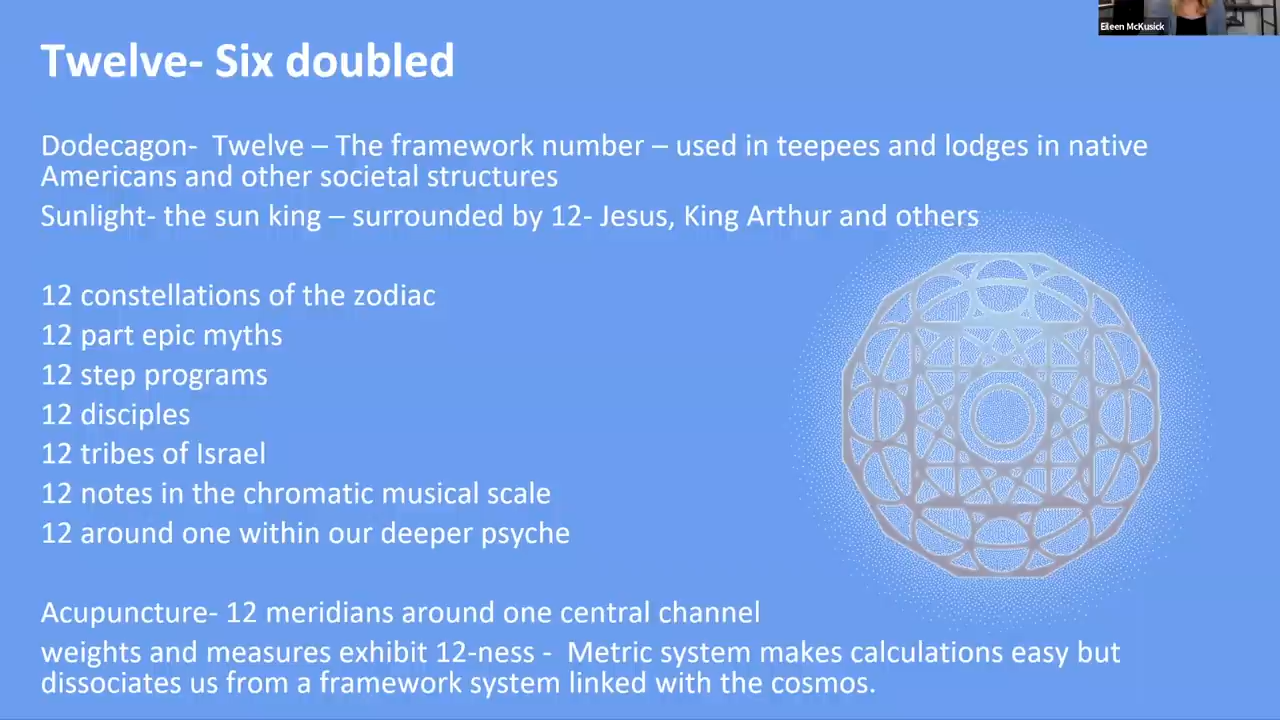 Eileen McKusick
Twelve- Six doubled
Dodecagon-  Twelve – The framework number – used in teepees and lodges in native
Americans and other societal structures
Sunlight- the sun king – surrounded by 12- Jesus, King Arthur and others
12 constellations of the zodiac
12 part epic myths
12 step programs
12 disciples
12 tribes of Israel
12 notes in the chromatic musical scale
12 around one within our deeper psyche
Acupuncture- 12 meridians around one central channel
weights and measures exhibit 12-ness -  Metric system makes calculations easy but
dissociates us from a framework system linked with the cosmos.